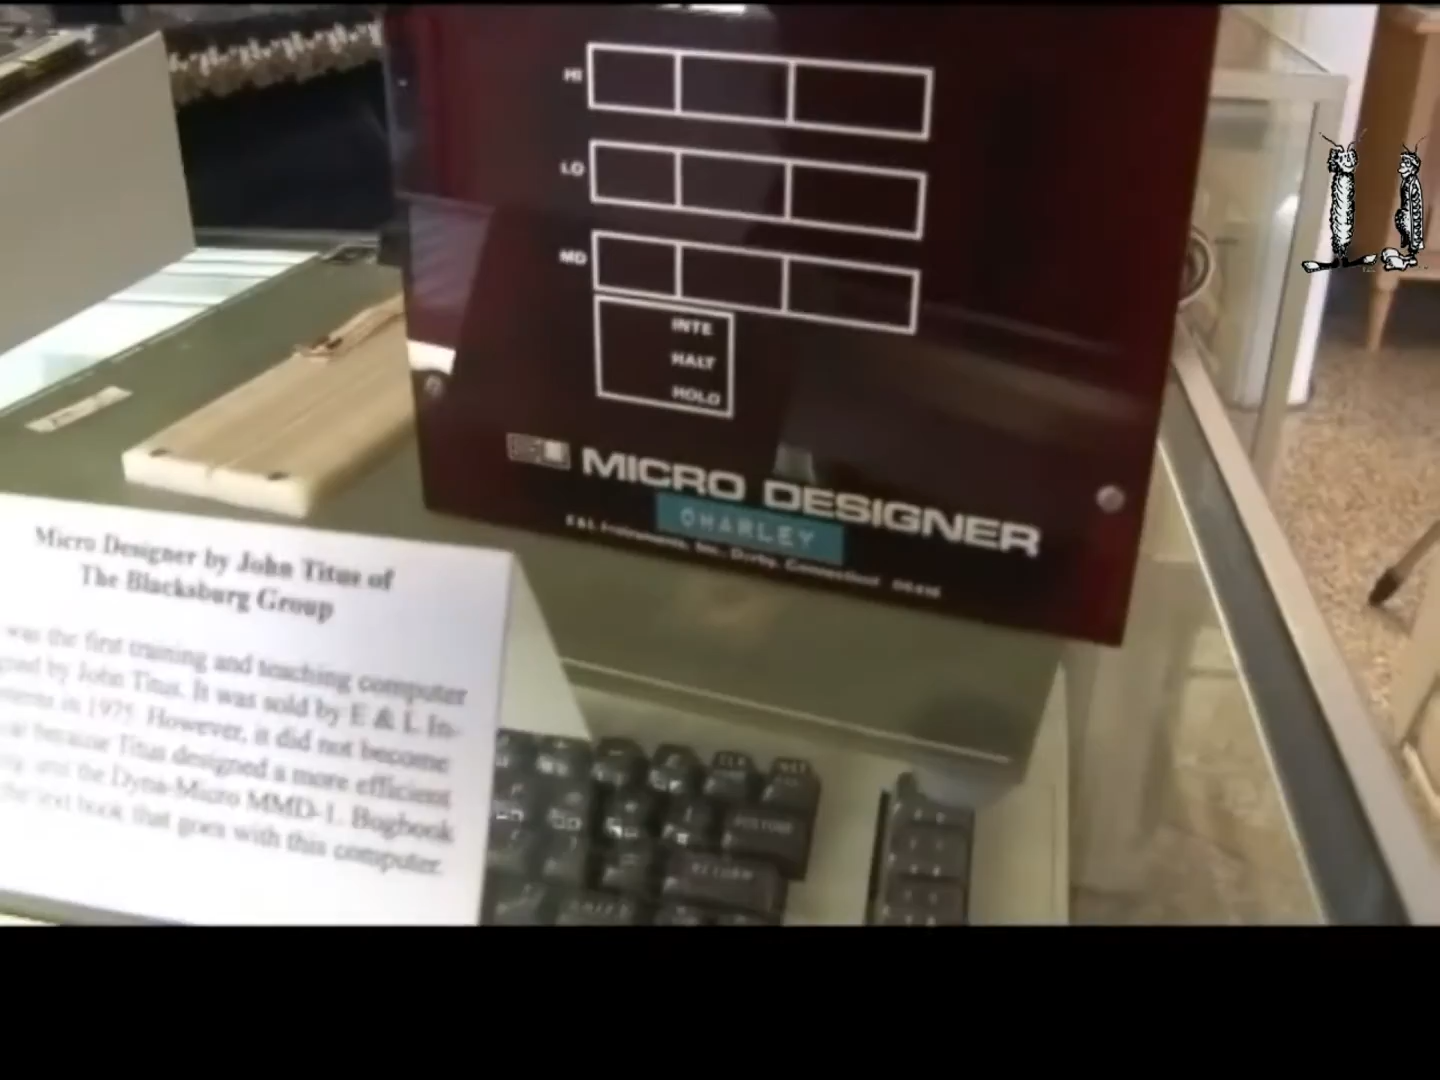 HI
LO
MD
INTE
HALT
HOLD
MICRO DESIGNER
CHARLEY
E&L Instruments, Inc. Derby, Connecticut
Micro Designer by John Titus of
The Blacksburg Group
was the first training and teaching computer
by John Titus. It was sold by E & L In-
in 1975. However, it did not become
because Titus designed a more efficient
the Dyna-Micro MMD-1. Bugbook
the text book that goes with this computer.
RESTORE
RETURN